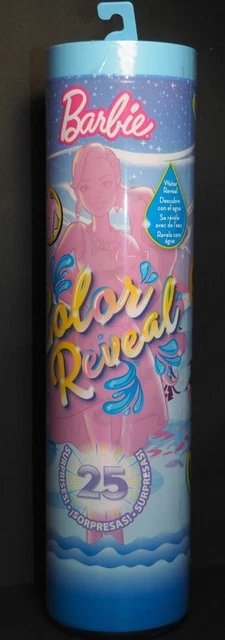 Barbie
Water
Reveal
Descubre
con el agua
Se révèle
avec de l'eau
Revela com
água
Color
Reveal
25
SURPRISES! · ¡SORPRESAS! · SURPRESAS!